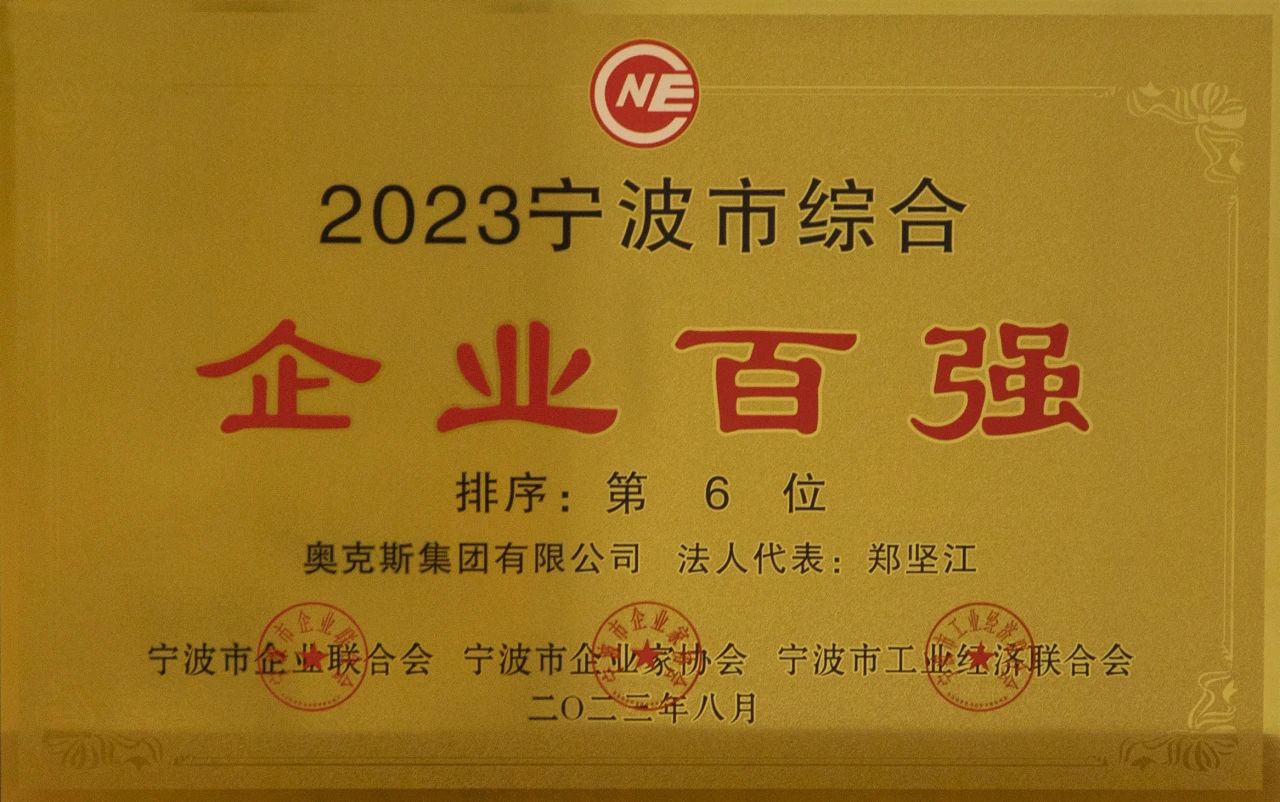 CNE
2023宁波市综合
企业百强
排序：第 6 位
奥克斯集团有限公司 法人代表：郑坚江
宁波市企业联合会 宁波市企业家协会 宁波市工业经济联合会
二〇二三年八月